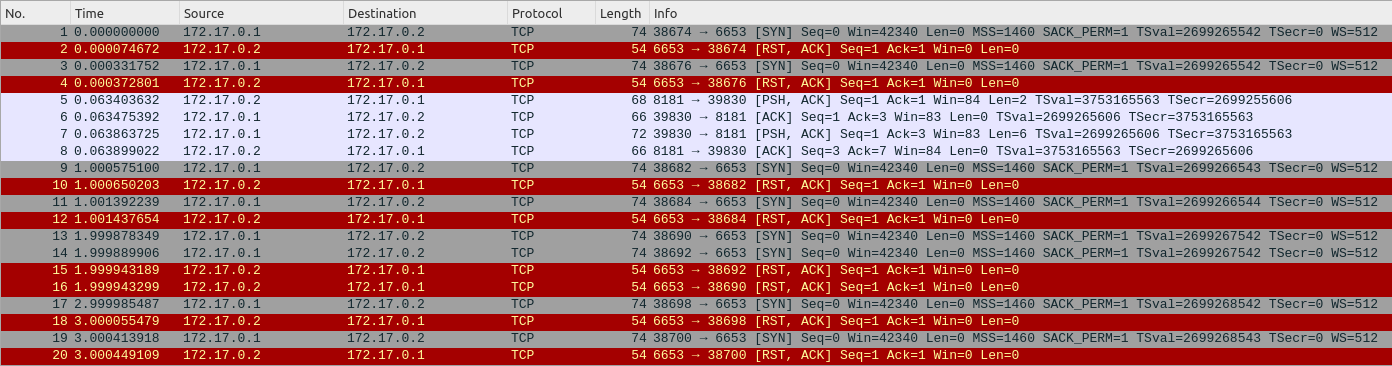 No. Time Source Destination Protocol Length Info
1 0.000000000 172.17.0.1 172.17.0.2 TCP 74 38674 → 6653 [SYN] Seq=0 Win=42340 Len=0 MSS=1460 SACK_PERM=1 TSval=2699265542 TSecr=0 WS=512
2 0.000074672 172.17.0.2 172.17.0.1 TCP 54 6653 → 38674 [RST, ACK] Seq=1 Ack=1 Win=0 Len=0
3 0.000331752 172.17.0.1 172.17.0.2 TCP 74 38676 → 6653 [SYN] Seq=0 Win=42340 Len=0 MSS=1460 SACK_PERM=1 TSval=2699265542 TSecr=0 WS=512
4 0.000372801 172.17.0.2 172.17.0.1 TCP 54 6653 → 38676 [RST, ACK] Seq=1 Ack=1 Win=0 Len=0
5 0.063403632 172.17.0.2 172.17.0.1 TCP 68 8181 → 39830 [PSH, ACK] Seq=1 Ack=1 Win=84 Len=2 TSval=3753165563 TSecr=2699255606
6 0.063475392 172.17.0.1 172.17.0.2 TCP 66 39830 → 8181 [ACK] Seq=1 Ack=3 Win=83 Len=0 TSval=2699265606 TSecr=3753165563
7 0.063863725 172.17.0.1 172.17.0.2 TCP 72 39830 → 8181 [PSH, ACK] Seq=1 Ack=3 Win=83 Len=6 TSval=2699265606 TSecr=3753165563
8 0.063899022 172.17.0.2 172.17.0.1 TCP 66 8181 → 39830 [ACK] Seq=3 Ack=7 Win=84 Len=0 TSval=3753165563 TSecr=2699265606
9 1.000575100 172.17.0.1 172.17.0.2 TCP 74 38682 → 6653 [SYN] Seq=0 Win=42340 Len=0 MSS=1460 SACK_PERM=1 TSval=2699266543 TSecr=0 WS=512
10 1.000650203 172.17.0.2 172.17.0.1 TCP 54 6653 → 38682 [RST, ACK] Seq=1 Ack=1 Win=0 Len=0
11 1.001392239 172.17.0.1 172.17.0.2 TCP 74 38684 → 6653 [SYN] Seq=0 Win=42340 Len=0 MSS=1460 SACK_PERM=1 TSval=2699266544 TSecr=0 WS=512
12 1.001437654 172.17.0.2 172.17.0.1 TCP 54 6653 → 38684 [RST, ACK] Seq=1 Ack=1 Win=0 Len=0
13 1.999878349 172.17.0.1 172.17.0.2 TCP 74 38690 → 6653 [SYN] Seq=0 Win=42340 Len=0 MSS=1460 SACK_PERM=1 TSval=2699267542 TSecr=0 WS=512
14 1.999889906 172.17.0.1 172.17.0.2 TCP 74 38692 → 6653 [SYN] Seq=0 Win=42340 Len=0 MSS=1460 SACK_PERM=1 TSval=2699267542 TSecr=0 WS=512
15 1.999943189 172.17.0.2 172.17.0.1 TCP 54 6653 → 38692 [RST, ACK] Seq=1 Ack=1 Win=0 Len=0
16 1.999943299 172.17.0.2 172.17.0.1 TCP 54 6653 → 38690 [RST, ACK] Seq=1 Ack=1 Win=0 Len=0
17 2.999985487 172.17.0.1 172.17.0.2 TCP 74 38698 → 6653 [SYN] Seq=0 Win=42340 Len=0 MSS=1460 SACK_PERM=1 TSval=2699268542 TSecr=0 WS=512
18 3.000055479 172.17.0.2 172.17.0.1 TCP 54 6653 → 38698 [RST, ACK] Seq=1 Ack=1 Win=0 Len=0
19 3.000413918 172.17.0.1 172.17.0.2 TCP 74 38700 → 6653 [SYN] Seq=0 Win=42340 Len=0 MSS=1460 SACK_PERM=1 TSval=2699268543 TSecr=0 WS=512
20 3.000449109 172.17.0.2 172.17.0.1 TCP 54 6653 → 38700 [RST, ACK] Seq=1 Ack=1 Win=0 Len=0